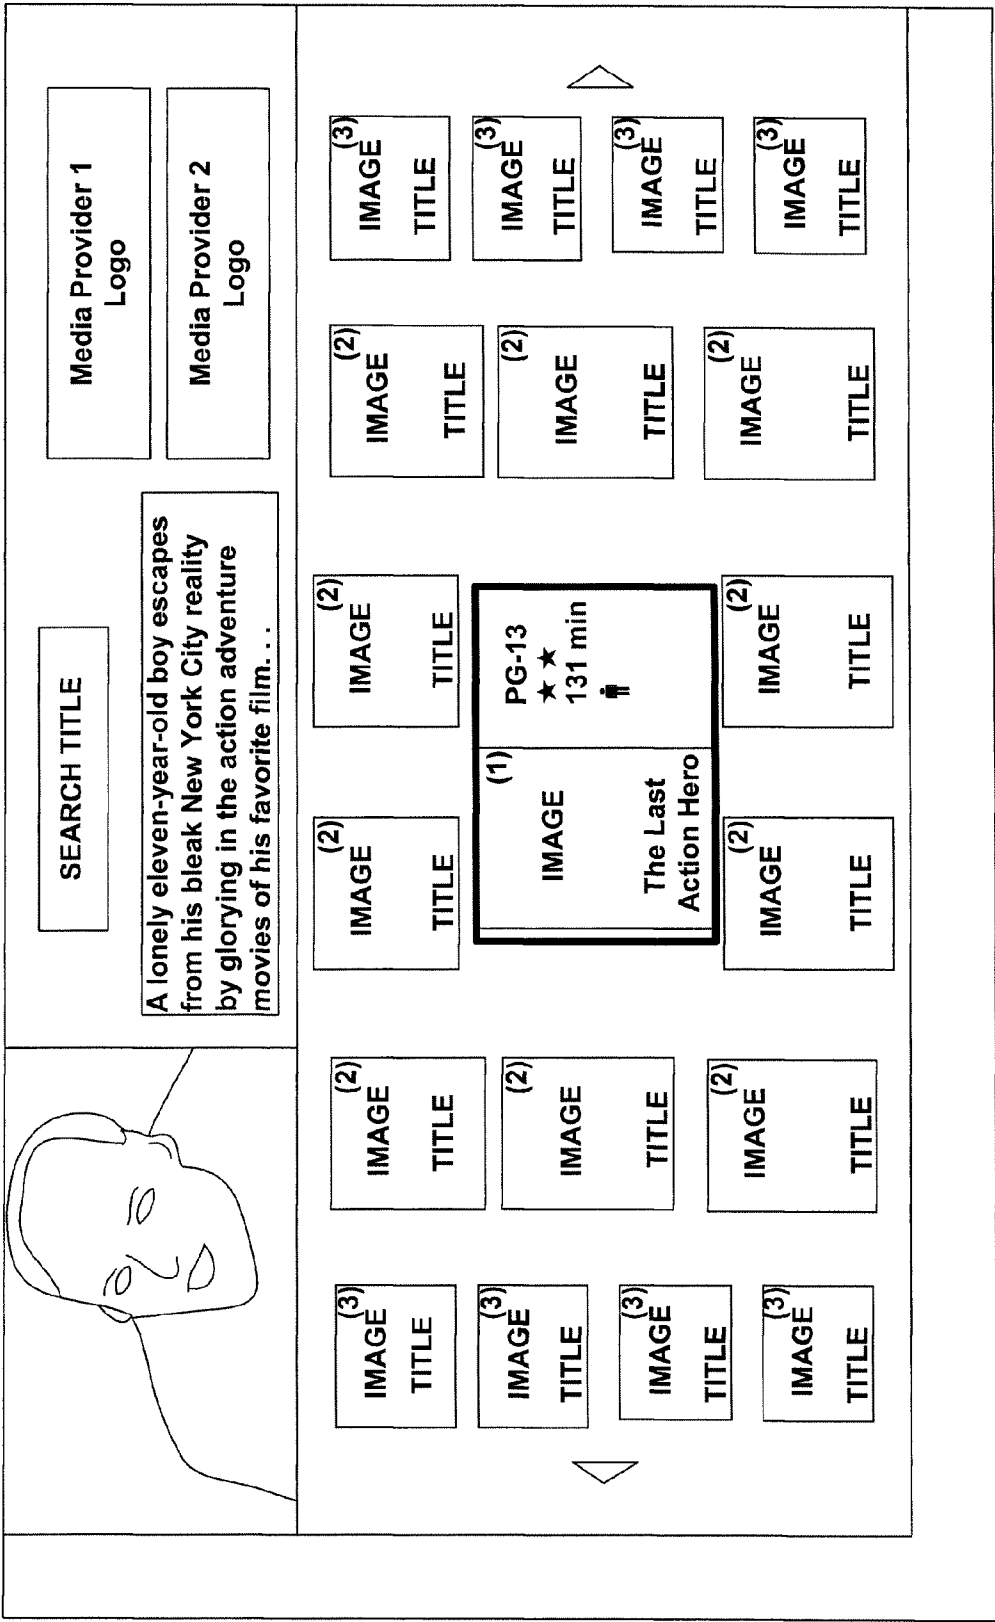 SEARCH TITLE
A lonely eleven-year-old boy escapes
from his bleak New York City reality
by glorying in the action adventure
movies of his favorite film. . .
Media Provider 1
Logo
Media Provider 2
Logo
(3)
IMAGE
TITLE
(3)
IMAGE
TITLE
(3)
IMAGE
TITLE
(3)
IMAGE
TITLE
(2)
IMAGE
TITLE
(2)
IMAGE
TITLE
(2)
IMAGE
TITLE
(2)
IMAGE
TITLE
(2)
IMAGE
TITLE
(1)
IMAGE
The Last
Action Hero
PG-13
★ ★
131 min
(2)
IMAGE
TITLE
(2)
IMAGE
TITLE
(2)
IMAGE
TITLE
(2)
IMAGE
TITLE
(2)
IMAGE
TITLE
(3)
IMAGE
TITLE
(3)
IMAGE
TITLE
(3)
IMAGE
TITLE
(3)
IMAGE
TITLE